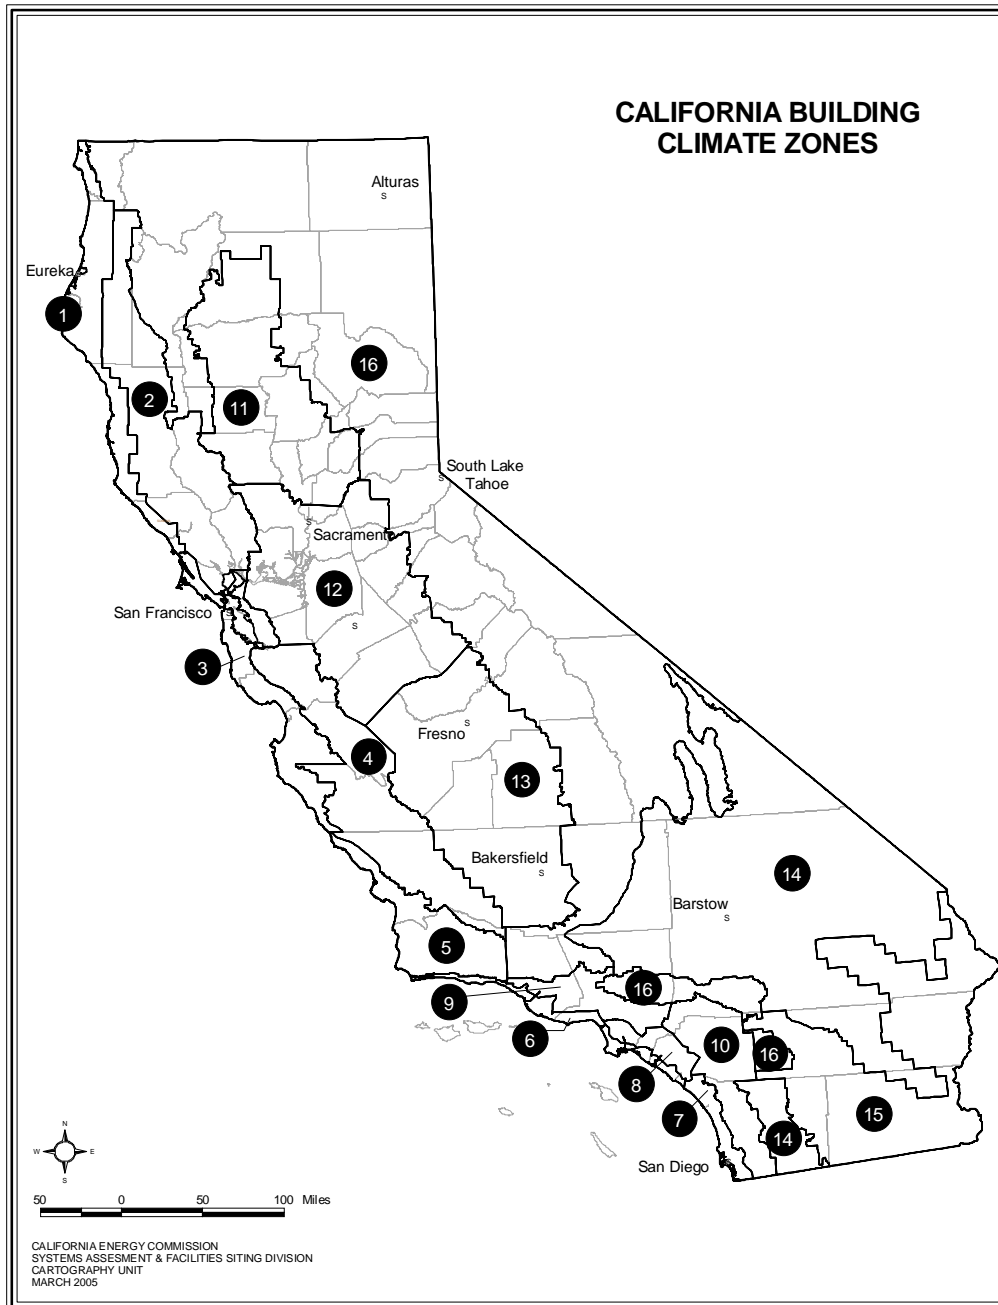 CALIFORNIA BUILDING
CLIMATE ZONES
Alturas
S
Eureka
1
16
2
11
South Lake
Tahoe
S
S
Sacramento
12
San Francisco
S
S
3
S
Fresno
4
13
Bakersfield
S
14
Barstow
S
5
9
16
6
10
16
8
7
15
14
San Diego
S
N
W
E
S
50
0
50
100 Miles
CALIFORNIA ENERGY COMMISSION
SYSTEMS ASSESMENT & FACILITIES SITING DIVISION
CARTOGRAPHY UNIT
MARCH 2005